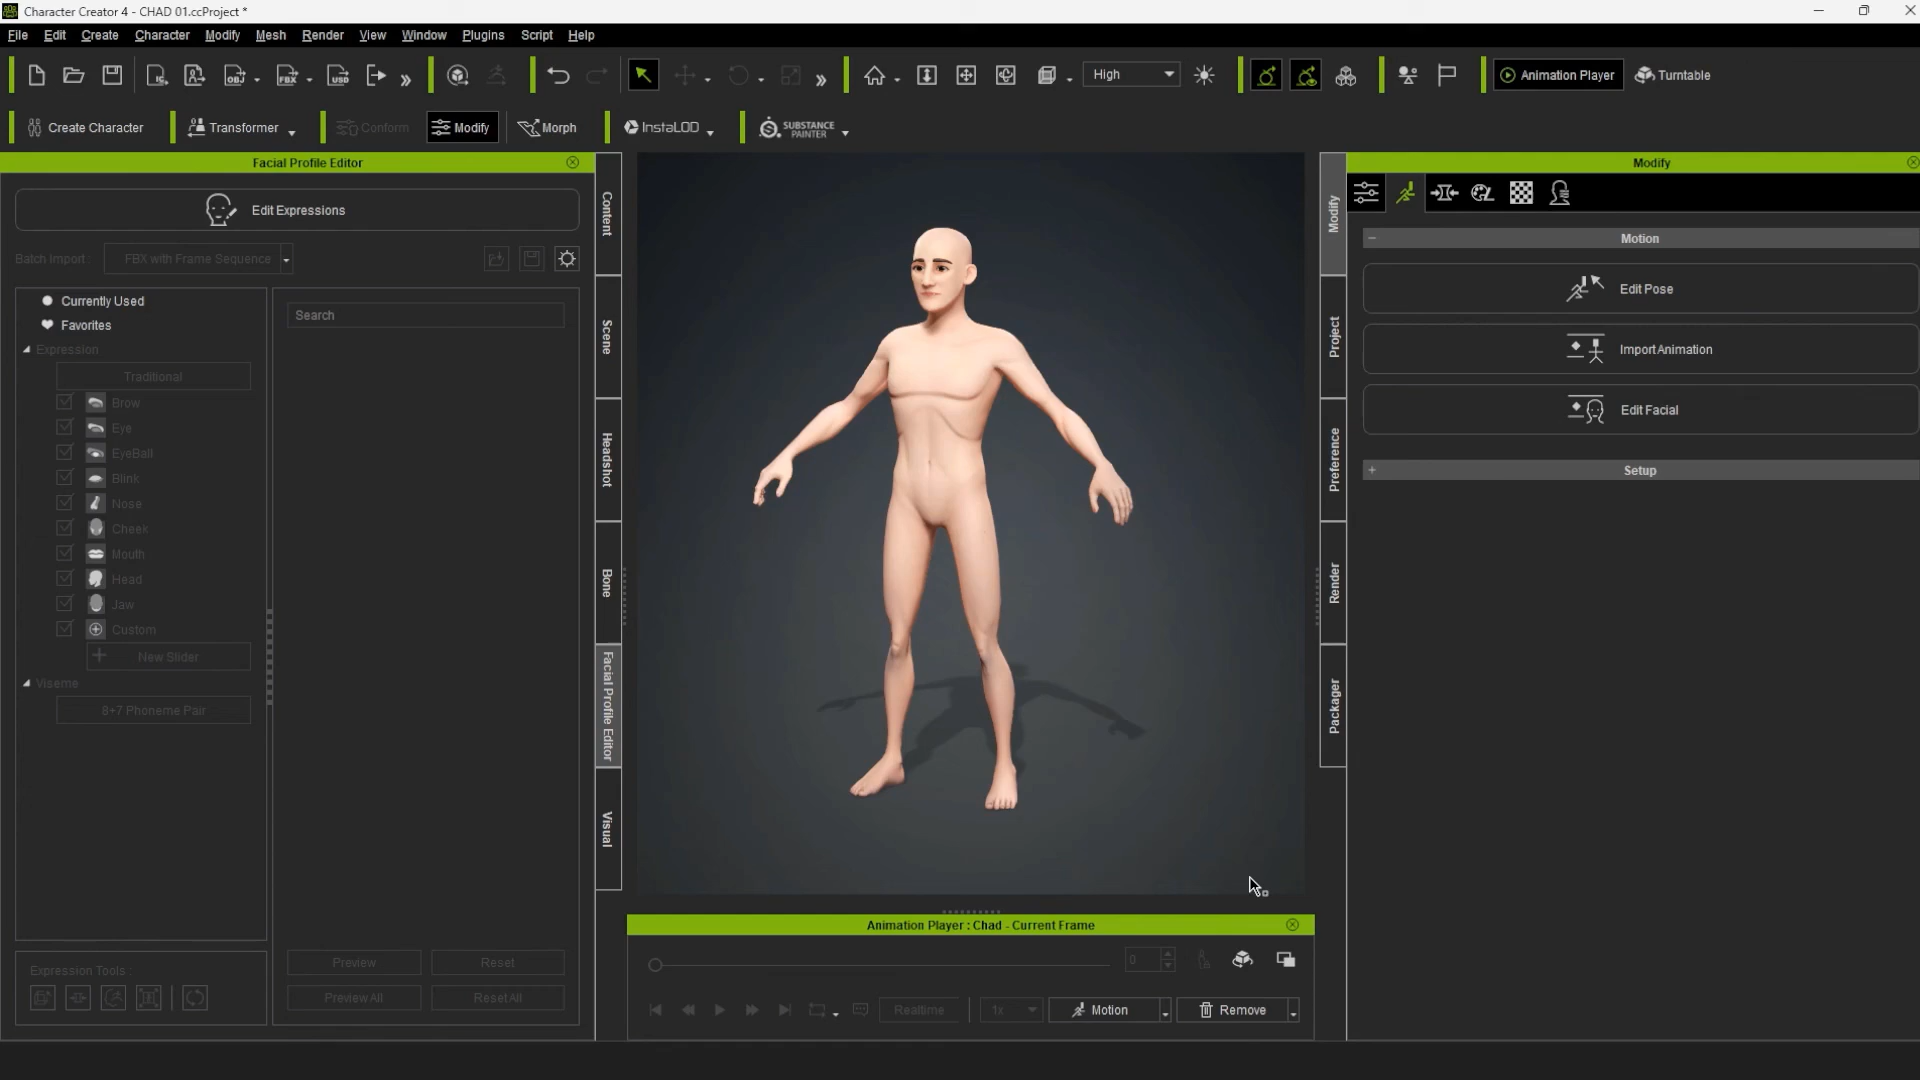 Character Creator 4 - CHAD 01.ccProject *
File Edit Create Character Modify Mesh Render View Window Plugins Script Help
High
Animation Player
Turntable
Create Character
Transformer
Conform
Modify
Morph
InstaLOD
SUBSTANCE
PAINTER
Facial Profile Editor
Edit Expressions
Batch Import :
FBX with Frame Sequence
Currently Used
Favorites
Search
Expression
Traditional
Brow
Eye
EyeBall
Blink
Nose
Cheek
Mouth
Head
Jaw
Custom
New Slider
Viseme
8+7 Phoneme Pair
Expression Tools :
Preview
Reset
Preview All
Reset All
Content
Scene
Headshot
Bone
Facial Profile Editor
Visual
Animation Player : Chad - Current Frame
0
Realtime
1x
Motion
Remove
Modify
Project
Preference
Render
Packager
Modify
Motion
Edit Pose
Import Animation
Edit Facial
Setup